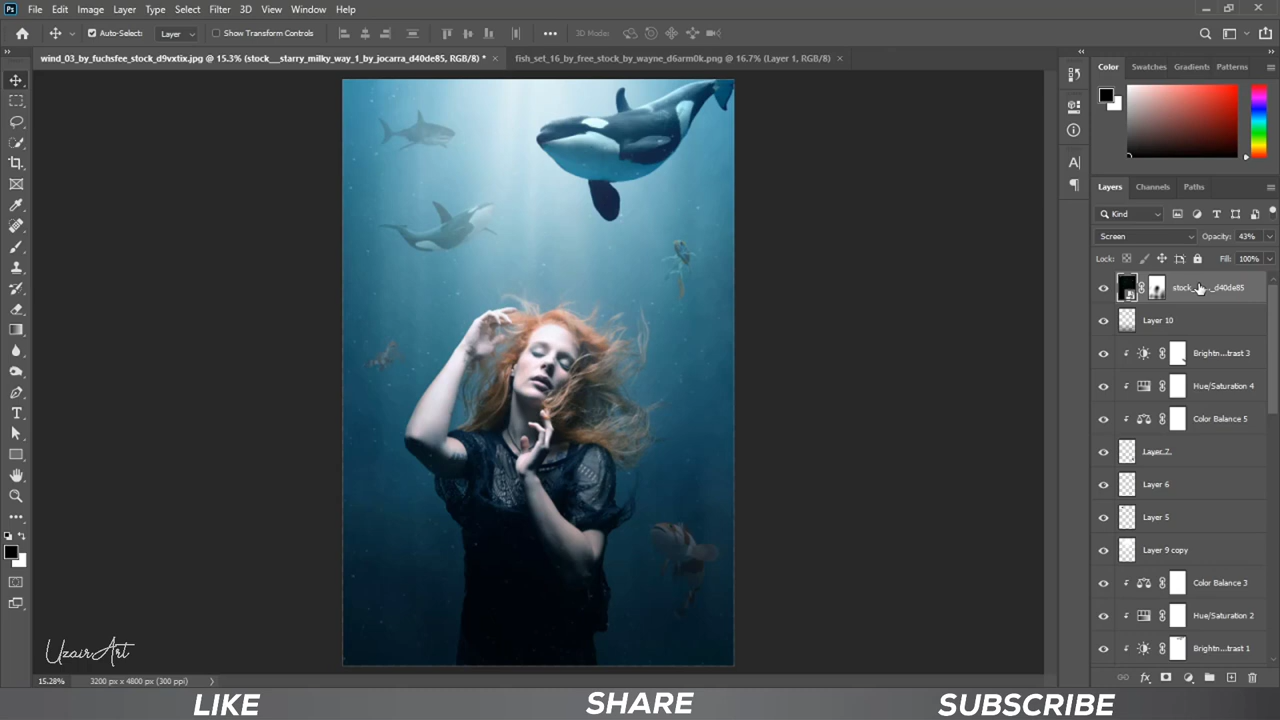 Ps File Edit Image Layer Type Select Filter 3D View Window Help
Auto-Select: Layer Show Transform Controls 3D Mode:
wind_03_by_fuchsfee_stock_d9vxtix.jpg @ 15.3% (stock__starry_milky_way_1_by_jocarra_d40de85, RGB/8) * × fish_set_16_by_free_stock_by_wayne_d6arm0k.png @ 16.7% (Layer 1, RGB/8) ×
Color Swatches Gradients Patterns
Layers Channels Paths
Kind
Screen Opacity: 43%
Lock: Fill: 100%
stock_..._d40de85
Layer 10
Brightn...trast 3
Hue/Saturation 4
Color Balance 5
Layer 7
Layer 6
Layer 5
Layer 9 copy
Color Balance 3
Hue/Saturation 2
Brightn...trast 1
UzairArt
15.28% 3200 px x 4800 px (300 ppi)
LIKE SHARE SUBSCRIBE